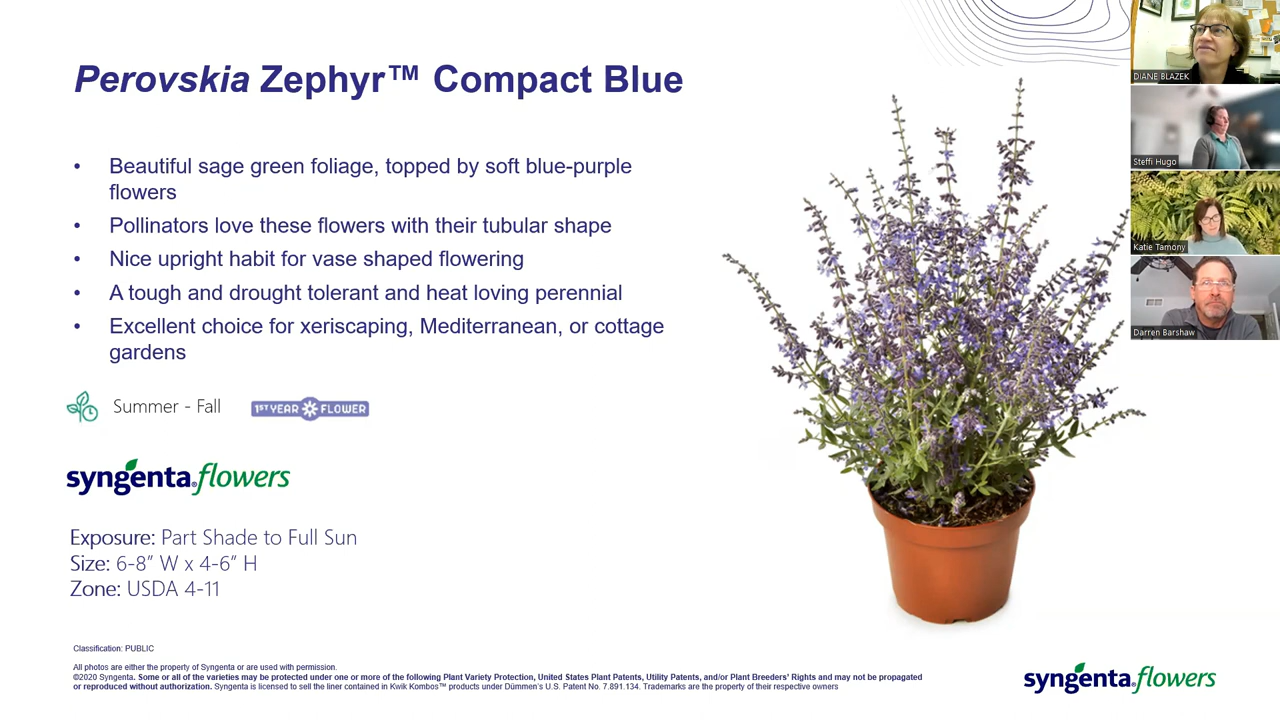 Perovskia Zephyr™ Compact Blue
• Beautiful sage green foliage, topped by soft blue-purple
flowers
• Pollinators love these flowers with their tubular shape
• Nice upright habit for vase shaped flowering
• A tough and drought tolerant and heat loving perennial
• Excellent choice for xeriscaping, Mediterranean, or cottage
gardens
Summer - Fall
1ST YEAR FLOWER
syngenta® flowers
Exposure: Part Shade to Full Sun
Size: 6-8” W x 4-6” H
Zone: USDA 4-11
Classification: PUBLIC
All photos are either the property of Syngenta or are used with permission.
©2020 Syngenta. Some or all of the varieties may be protected under one or more of the following Plant Variety Protection, United States Plant Patents, Utility Patents, and/or Plant Breeders' Rights and may not be propagated
or reproduced without authorization. Syngenta is licensed to sell the liner contained in Kwik Kombos™ products under Dümmen's U.S. Patent No. 7.891.134. Trademarks are the property of their respective owners
syngenta® flowers
DIANE BLAZEK
Steffi Hugo
Katie Tamony
Darren Barshaw